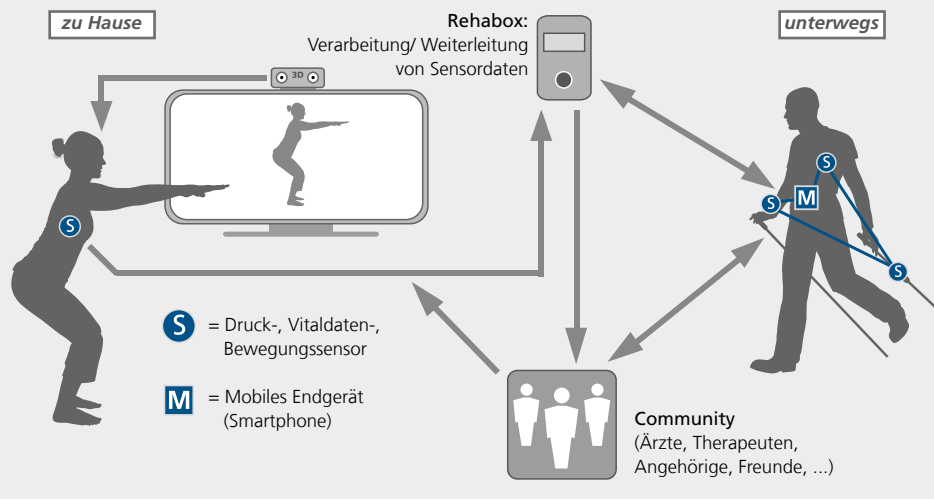 zu Hause
Rehabox:
Verarbeitung/ Weiterleitung
von Sensordaten
unterwegs
3D
S
S
M
S
S
S
= Druck-, Vitaldaten-,
Bewegungssensor
M
= Mobiles Endgerät
(Smartphone)
Community
(Ärzte, Therapeuten,
Angehörige, Freunde, ...)